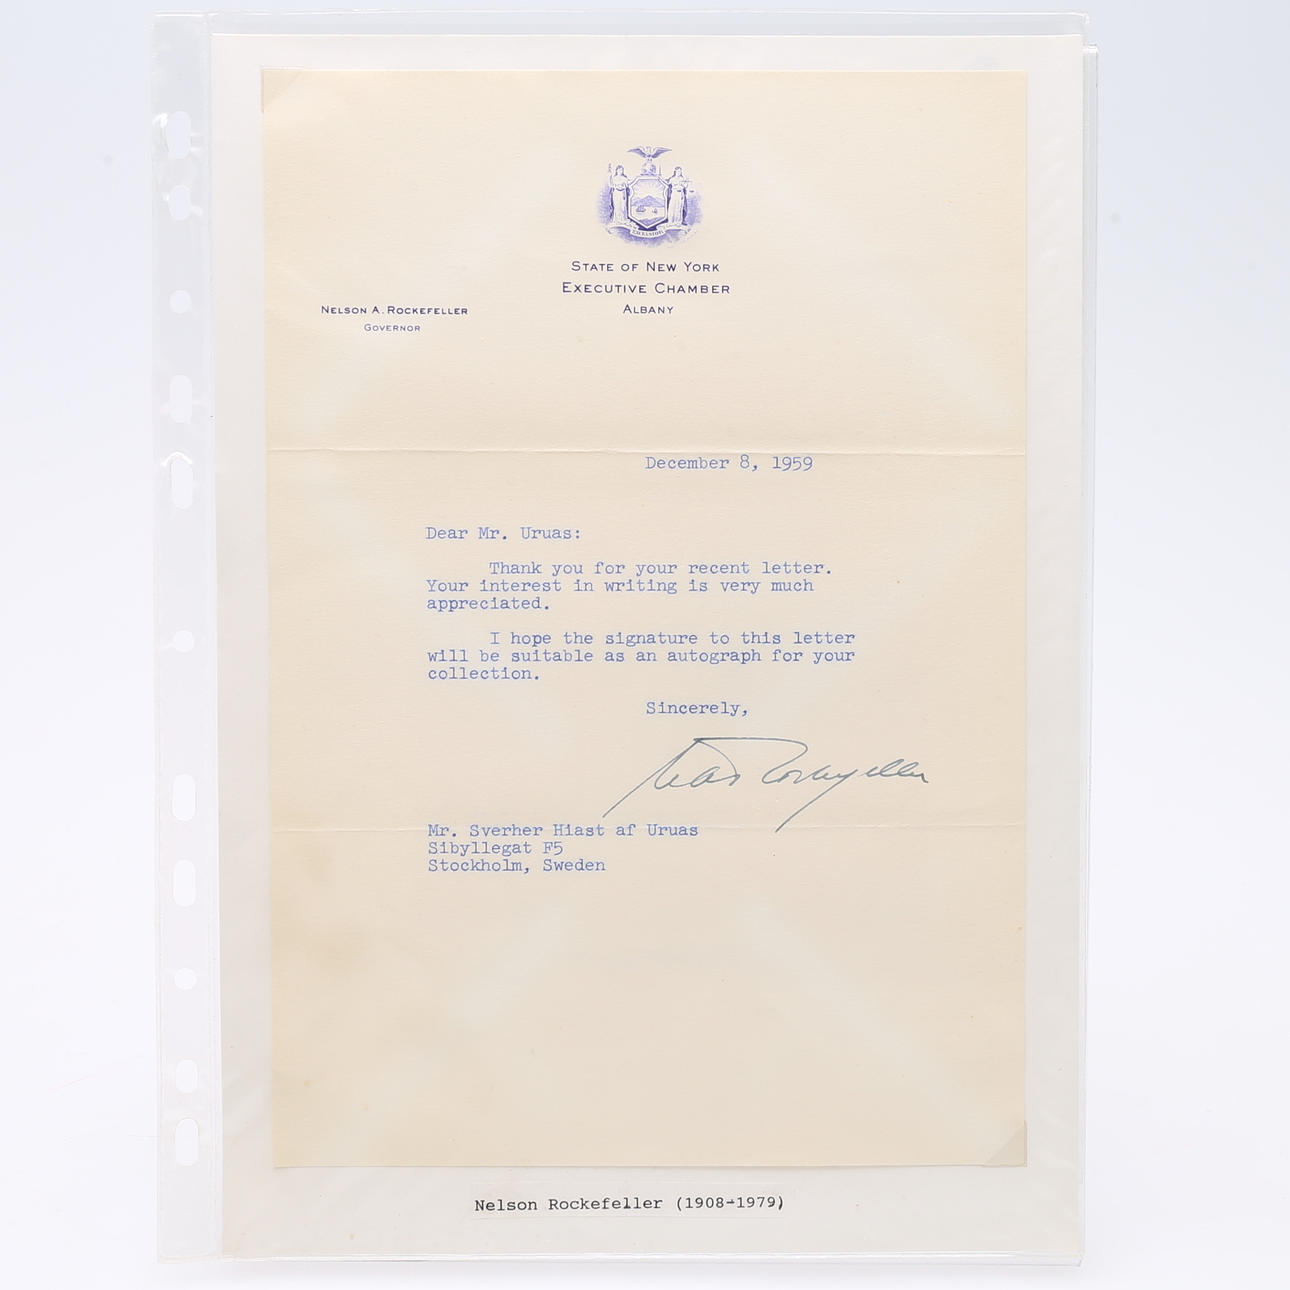 EXCELSIOR
STATE OF NEW YORK
EXECUTIVE CHAMBER
ALBANY
NELSON A. ROCKEFELLER
GOVERNOR
December 8, 1959
Dear Mr. Uruas:
Thank you for your recent letter.
Your interest in writing is very much
appreciated.
I hope the signature to this letter
will be suitable as an autograph for your
collection.
Sincerely,
Nelson Rockefeller
Mr. Sverher Hiast af Uruas
Sibyllegat F5
Stockholm, Sweden
Nelson Rockefeller (1908-1979)